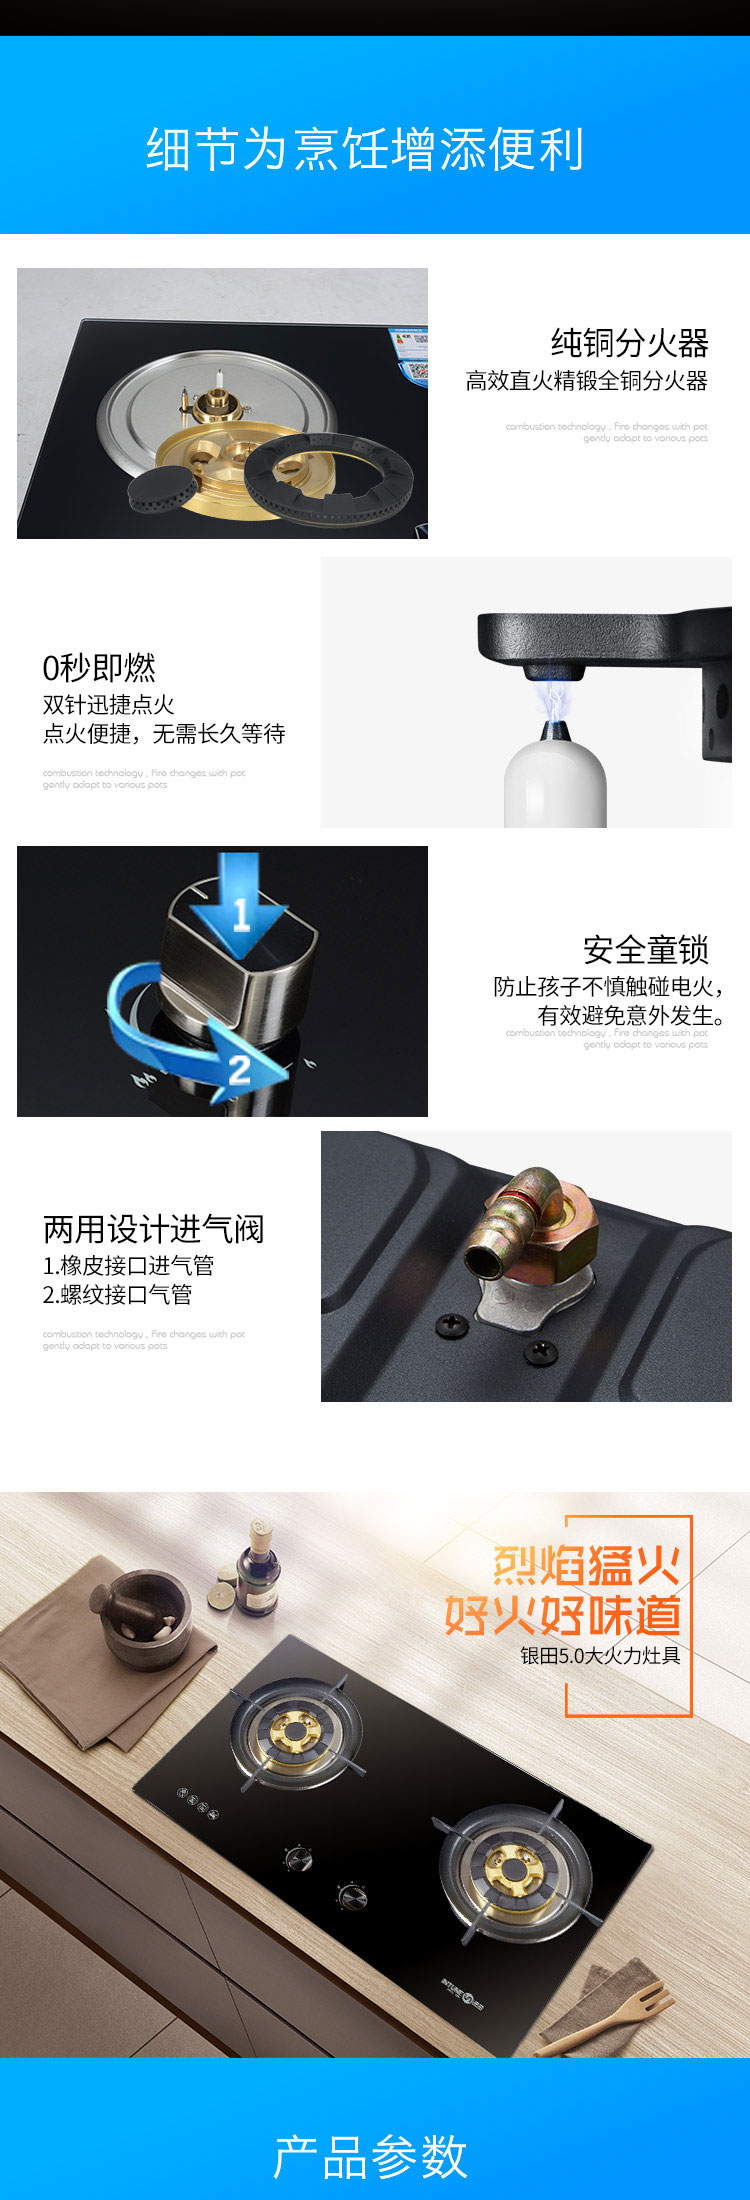 细节为烹饪增添便利
纯铜分火器
高效直火精锻全铜分火器
combustion technology , Fire changes with pot
gently adapt to various pots
0秒即燃
双针迅捷点火
点火便捷，无需长久等待
combustion technology , Fire changes with pot
gently adapt to various pots
1
2
安全童锁
防止孩子不慎触碰电火，
有效避免意外发生。
combustion technology , Fire changes with pot
gently adapt to various pots
两用设计进气阀
1.橡皮接口进气管
2.螺纹接口气管
combustion technology , Fire changes with pot
gently adapt to various pots
烈焰猛火
好火好味道
银田5.0大火力灶具
INTUNE
产品参数